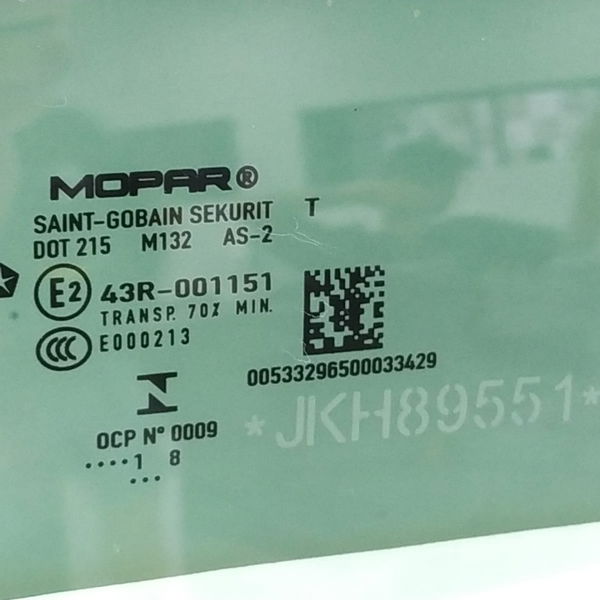 MOPAR®
SAINT-GOBAIN SEKURIT T
DOT 215 M132 AS-2
E2 43R-001151
TRANSP. 70% MIN.
CCC E000213
00533296500033429
*JKH89551*
OCP N° 0009
....1 8
...